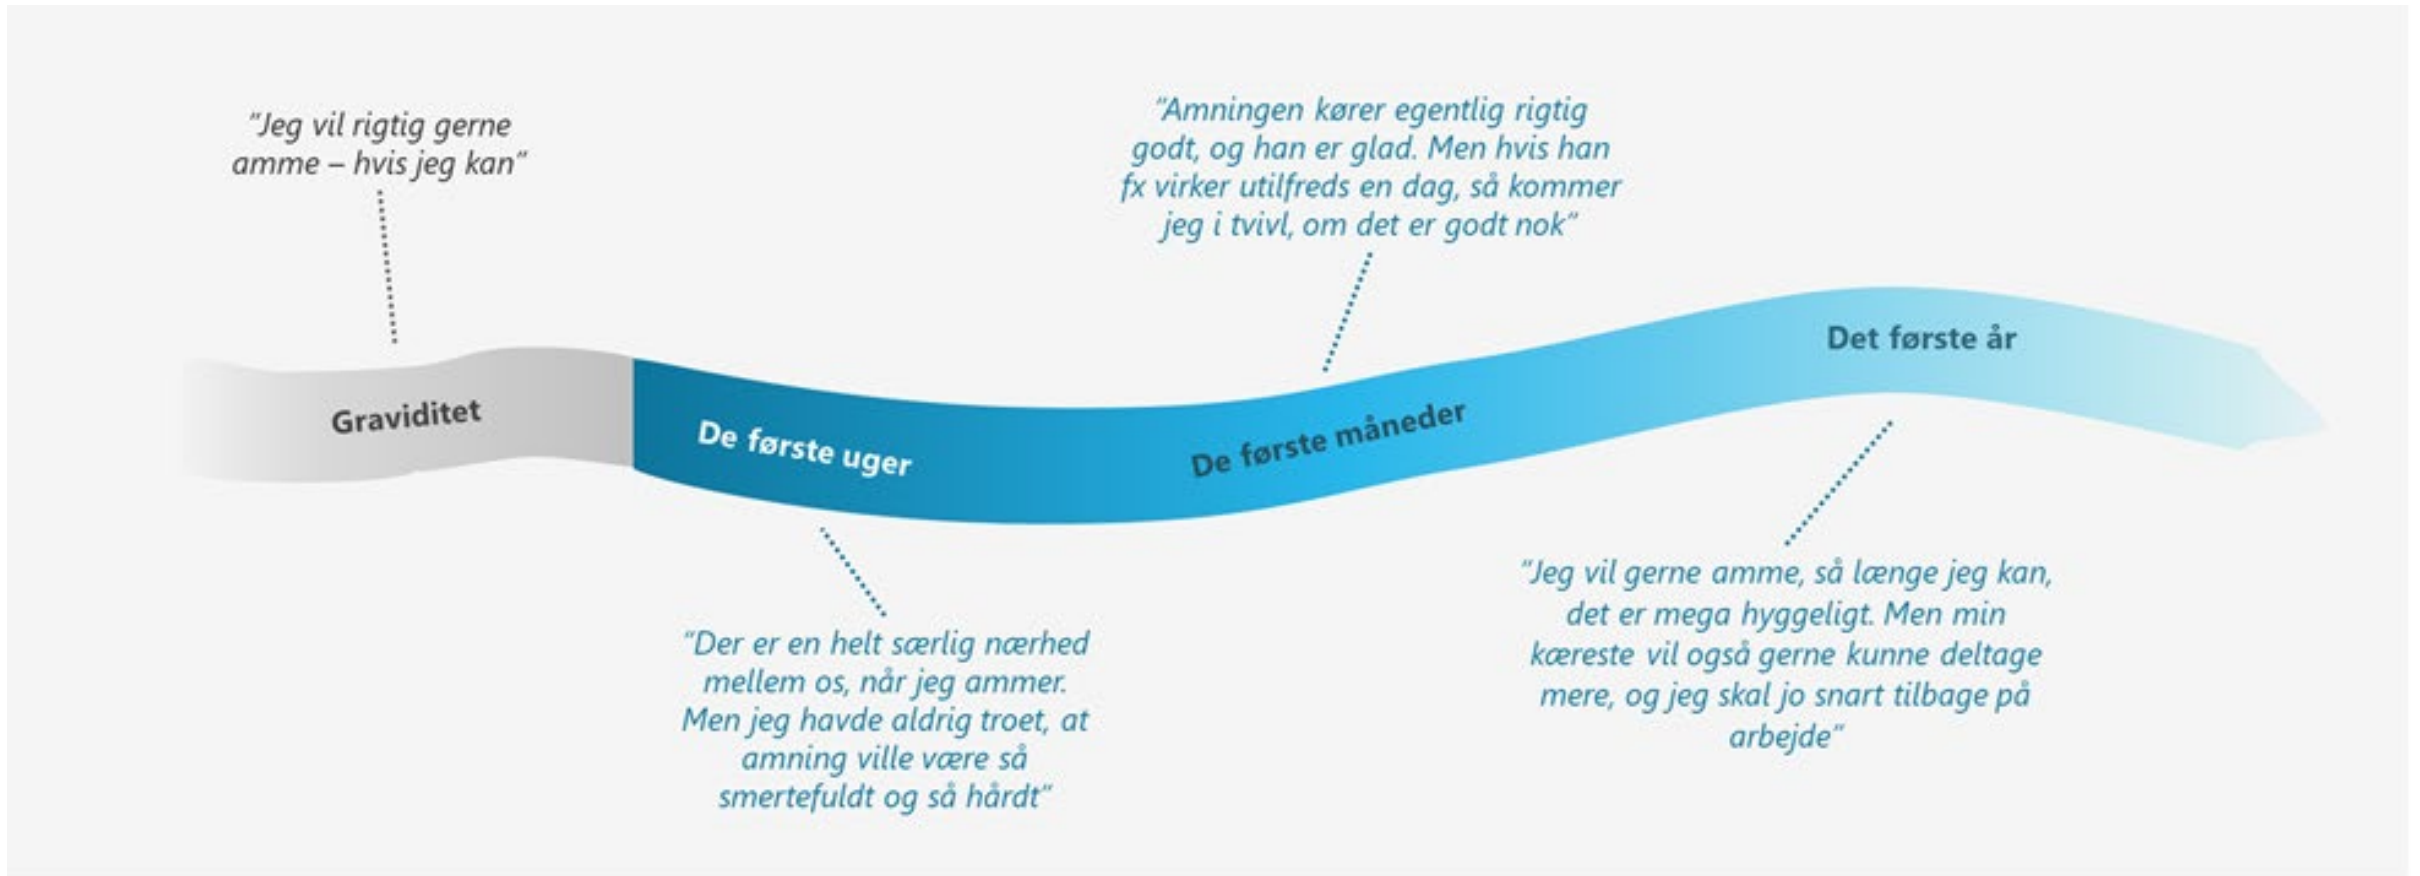 ”Jeg vil rigtig gerne
amme – hvis jeg kan”
Graviditet
De første uger
”Der er en helt særlig nærhed
mellem os, når jeg ammer.
Men jeg havde aldrig troet, at
amning ville være så
smertefuldt og så hårdt”
”Amningen kører egentlig rigtig
godt, og han er glad. Men hvis han
fx virker utilfreds en dag, så kommer
jeg i tvivl, om det er godt nok”
De første måneder
Det første år
”Jeg vil gerne amme, så længe jeg kan,
det er mega hyggeligt. Men min
kæreste vil også gerne kunne deltage
mere, og jeg skal jo snart tilbage på
arbejde”